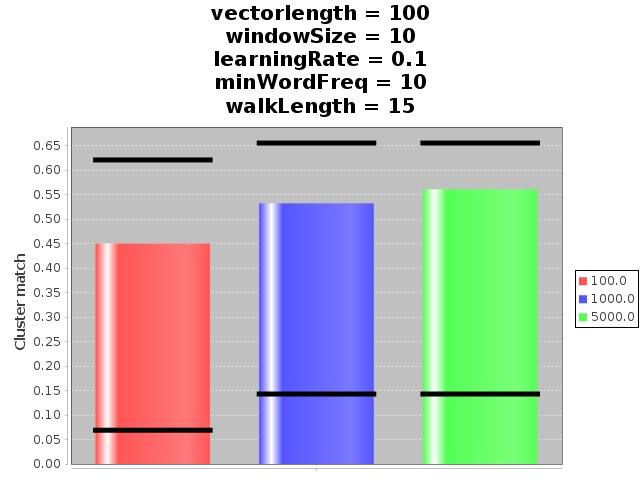 vectorlength = 100
windowSize = 10
learningRate = 0.1
minWordFreq = 10
walkLength = 15
0.65
0.60
0.55
0.50
0.45
0.40
0.35
0.30
0.25
0.20
0.15
0.10
0.05
0.00
Cluster match
100.0
1000.0
5000.0